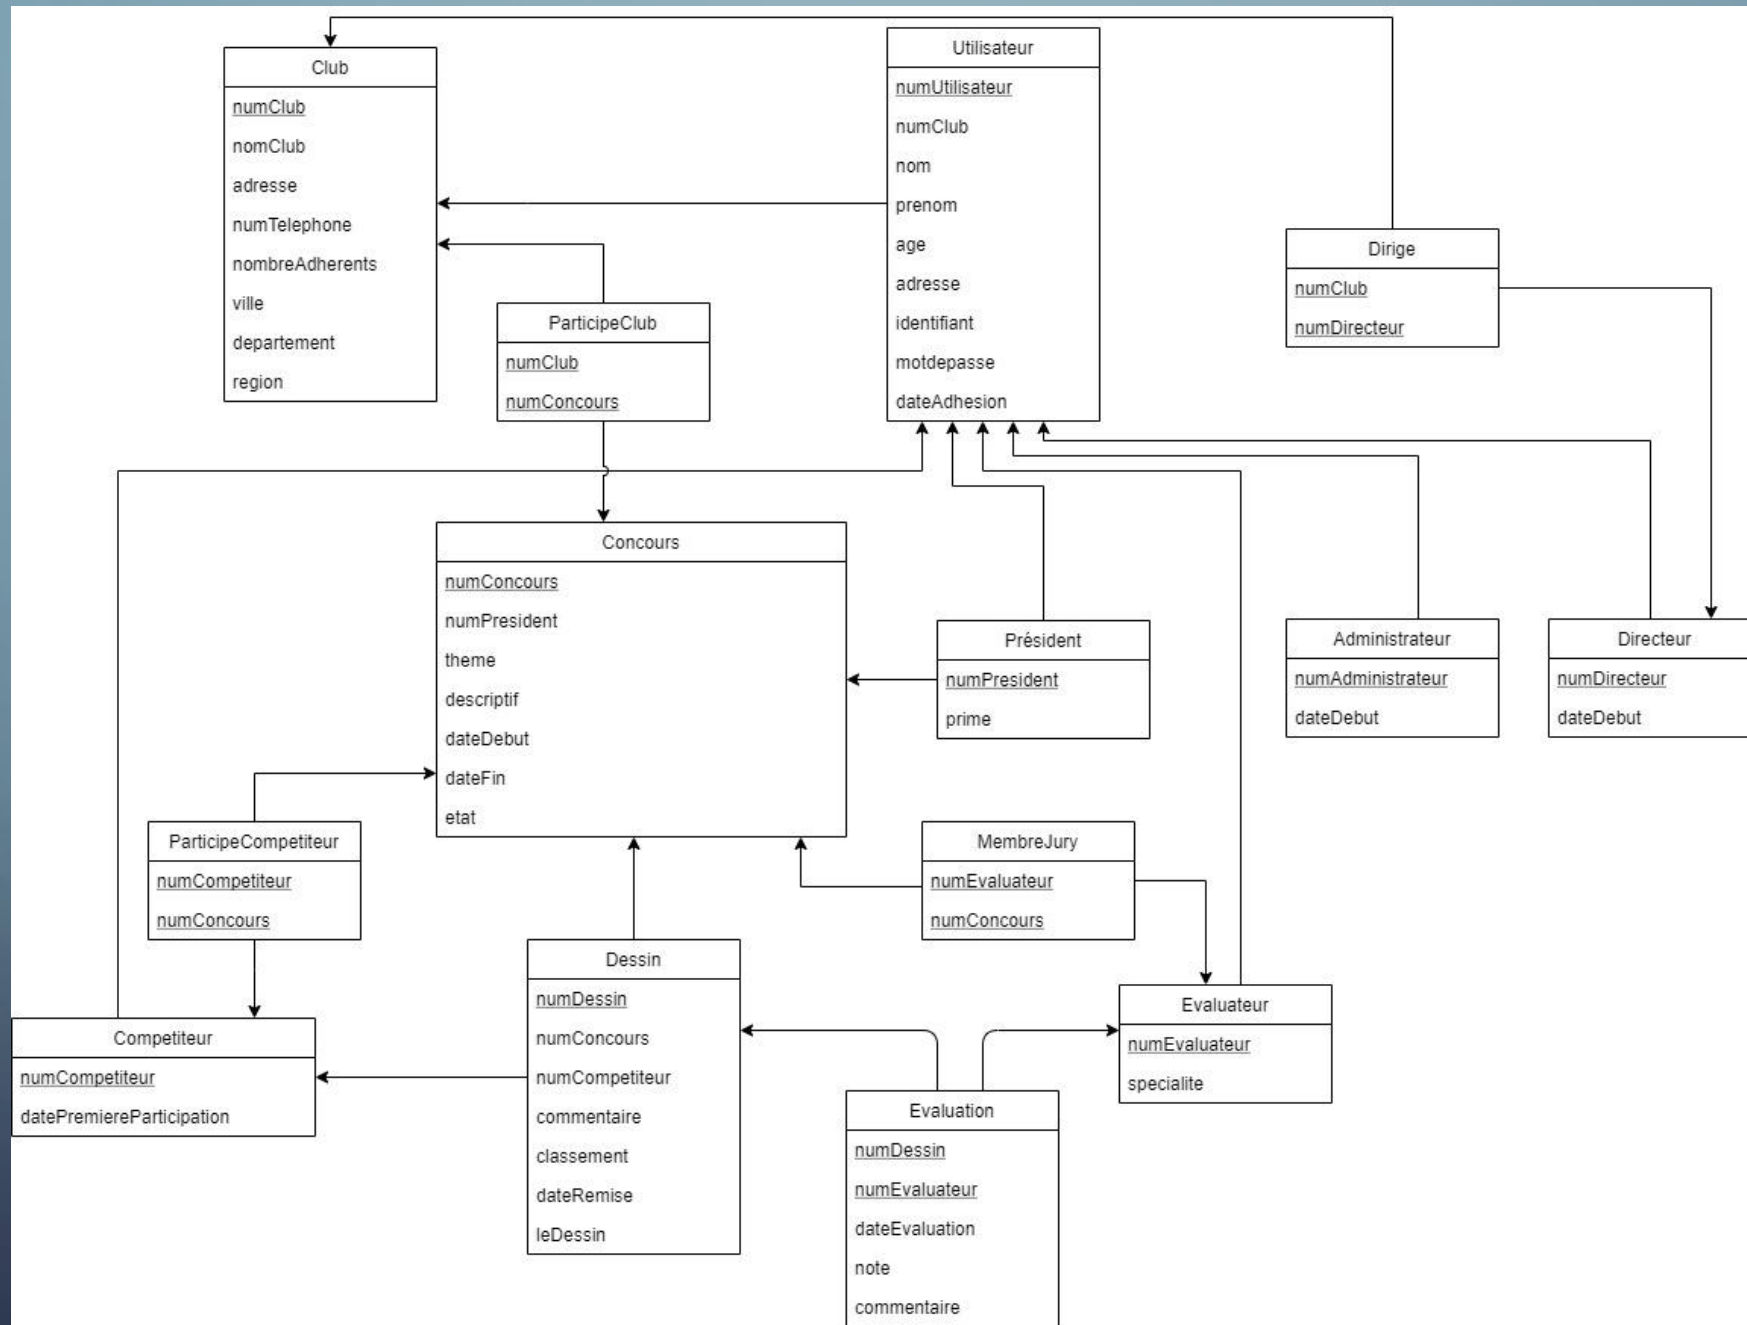 Club
numClub
nomClub
adresse
numTelephone
nombreAdherents
ville
departement
region
Utilisateur
numUtilisateur
numClub
nom
prenom
age
adresse
identifiant
motdepasse
dateAdhesion
Dirige
numClub
numDirecteur
ParticipeClub
numClub
numConcours
Concours
numConcours
numPresident
theme
descriptif
dateDebut
dateFin
etat
Président
numPresident
prime
Administrateur
numAdministrateur
dateDebut
Directeur
numDirecteur
dateDebut
ParticipeCompetiteur
numCompetiteur
numConcours
MembreJury
numEvaluateur
numConcours
Competiteur
numCompetiteur
datePremiereParticipation
Dessin
numDessin
numConcours
numCompetiteur
commentaire
classement
dateRemise
leDessin
Evaluateur
numEvaluateur
specialite
Evaluation
numDessin
numEvaluateur
dateEvaluation
note
commentaire